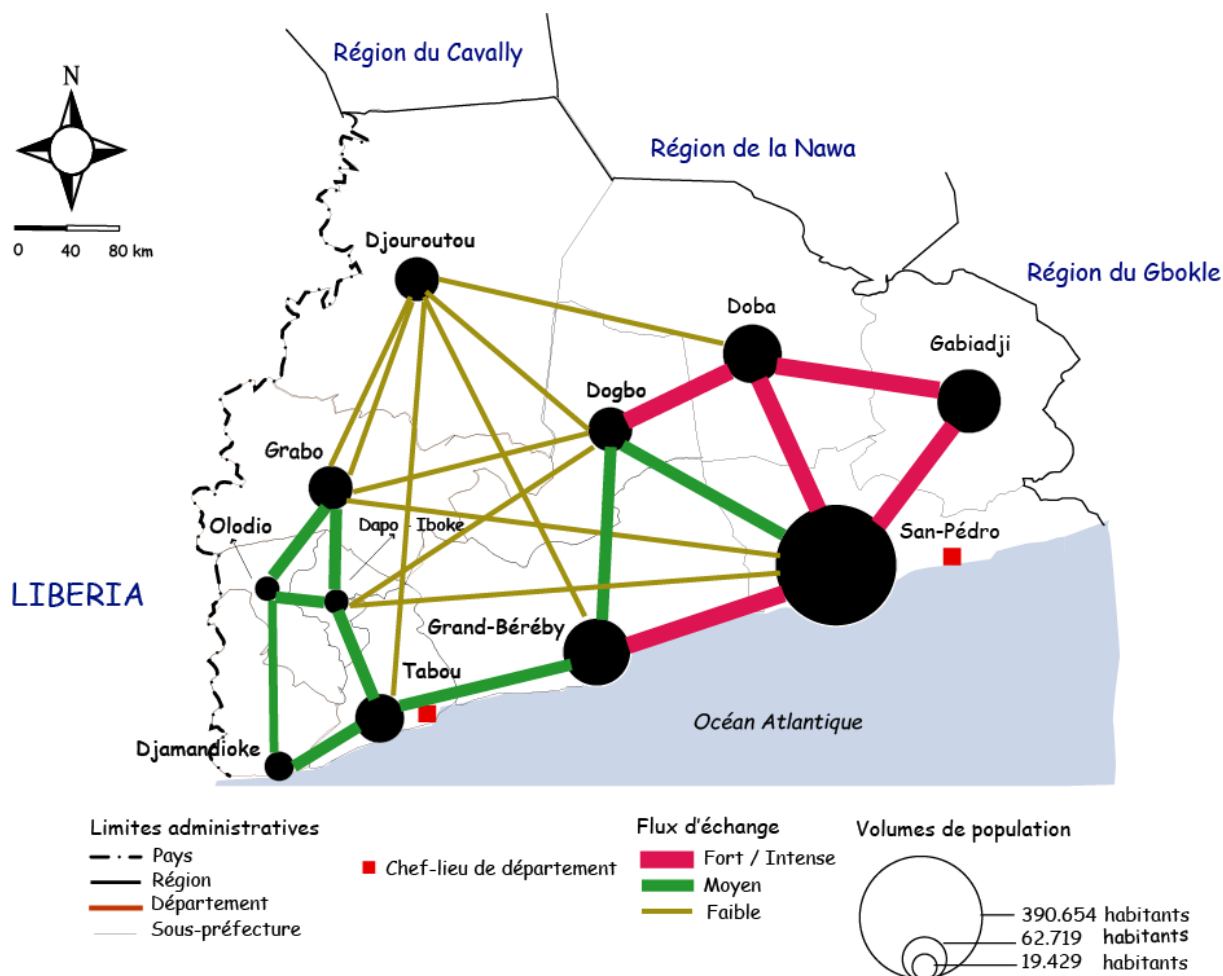 Région du Cavally
N
Région de la Nawa
0 40 80 km
Djouroutou
Région du Gbokle
Doba
Gabiadji
Dogbo
Grabo
Olodio
Dapo - Iboke
San-Pédro
LIBERIA
Grand-Béréby
Tabou
Océan Atlantique
Djamandioke
Limites administratives
Pays
Région
Département
Sous-préfecture
Chef-lieu de département
Flux d'échange
Fort / Intense
Moyen
Faible
Volumes de population
390.654 habitants
62.719 habitants
19.429 habitants